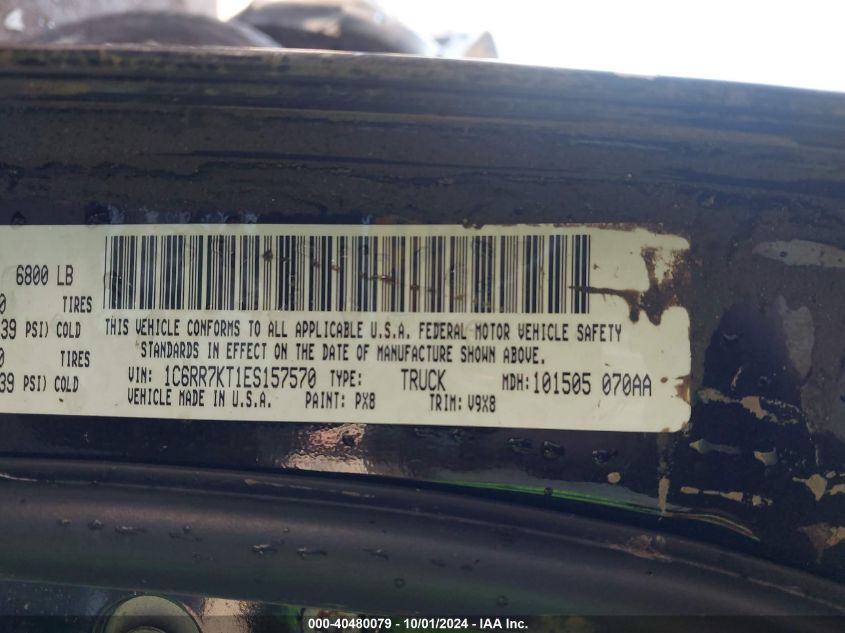 6800 LB
0 TIRES
39 PSI) COLD
0 TIRES
39 PSI) COLD
THIS VEHICLE CONFORMS TO ALL APPLICABLE U.S.A. FEDERAL MOTOR VEHICLE SAFETY
STANDARDS IN EFFECT ON THE DATE OF MANUFACTURE SHOWN ABOVE.
VIN: 1C6RR7KT1ES157570 TYPE: TRUCK MDH: 101505 070AA
VEHICLE MADE IN U.S.A. PAINT: PX8 TRIM: V9X8
000-40480079 - 10/01/2024 - IAA Inc.